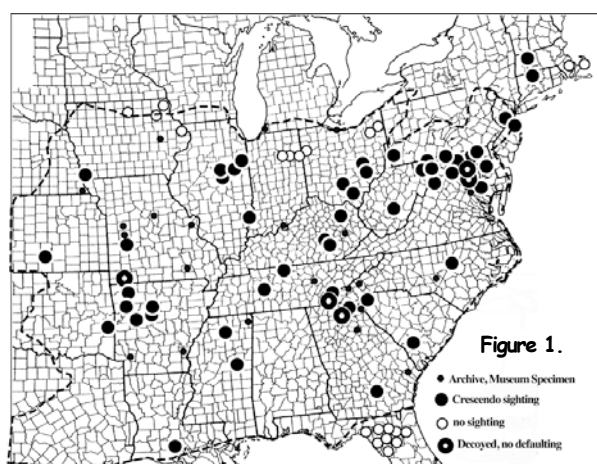 Figure 1.
Archive, Museum Specimen
Crescendo sighting
no sighting
Decoyed, no defaulting